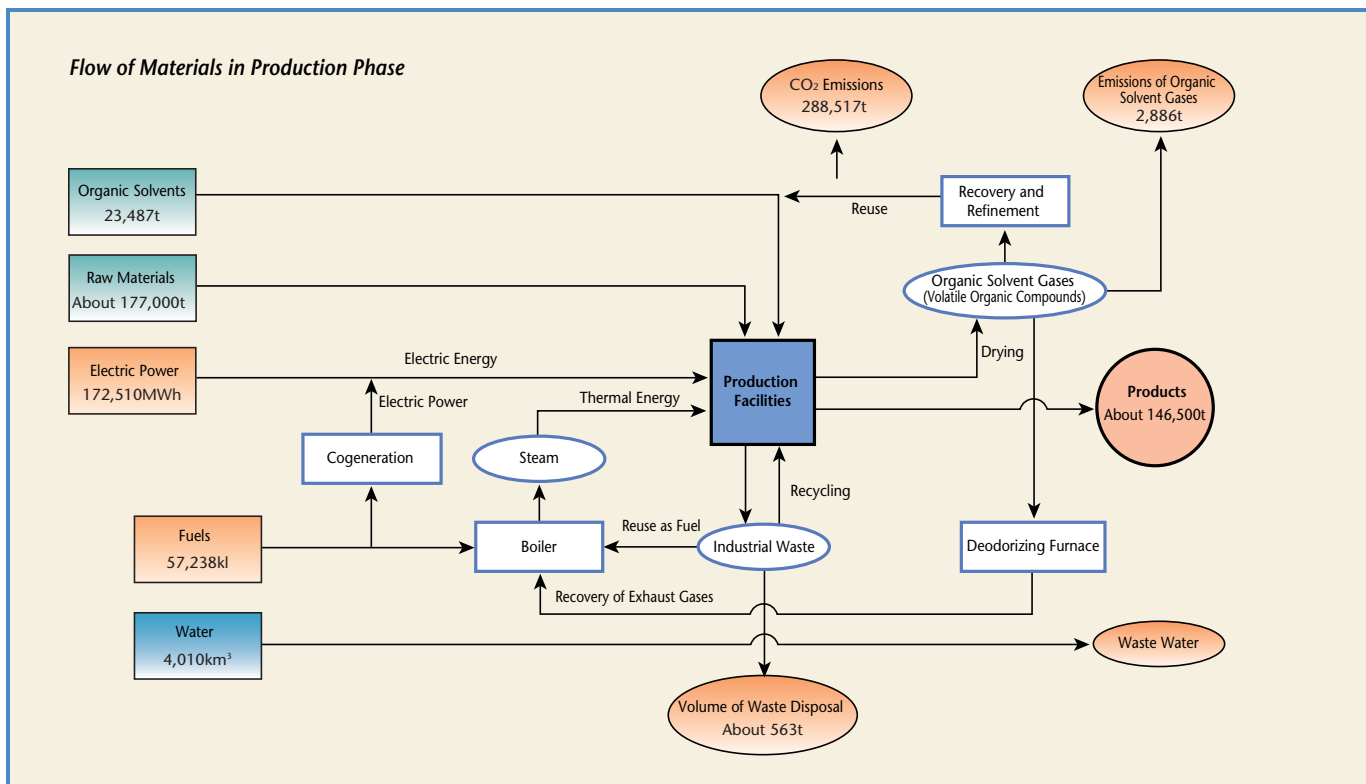 Flow of Materials in Production Phase
CO₂ Emissions
288,517t
Emissions of Organic
Solvent Gases
2,886t
Organic Solvents
23,487t
Recovery and
Refinement
Reuse
Raw Materials
About 177,000t
Organic Solvent Gases
(Volatile Organic Compounds)
Electric Power
172,510MWh
Electric Energy
Electric Power
Thermal Energy
Production
Facilities
Drying
Products
About 146,500t
Cogeneration
Steam
Recycling
Fuels
57,238kl
Boiler
Reuse as Fuel
Industrial Waste
Deodorizing Furnace
Recovery of Exhaust Gases
Water
4,010km³
Waste Water
Volume of Waste Disposal
About 563t